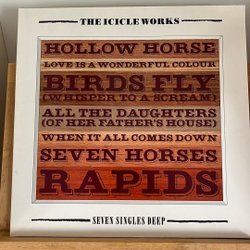 THE ICICLE WORKS
HOLLOW HORSE
LOVE IS A WONDERFUL COLOUR
BIRDS FLY
(WHISPER TO A SCREAM)
ALL THE DAUGHTERS
(OF HER FATHER'S HOUSE)
WHEN IT ALL COMES DOWN
SEVEN HORSES
RAPIDS
SEVEN SINGLES DEEP